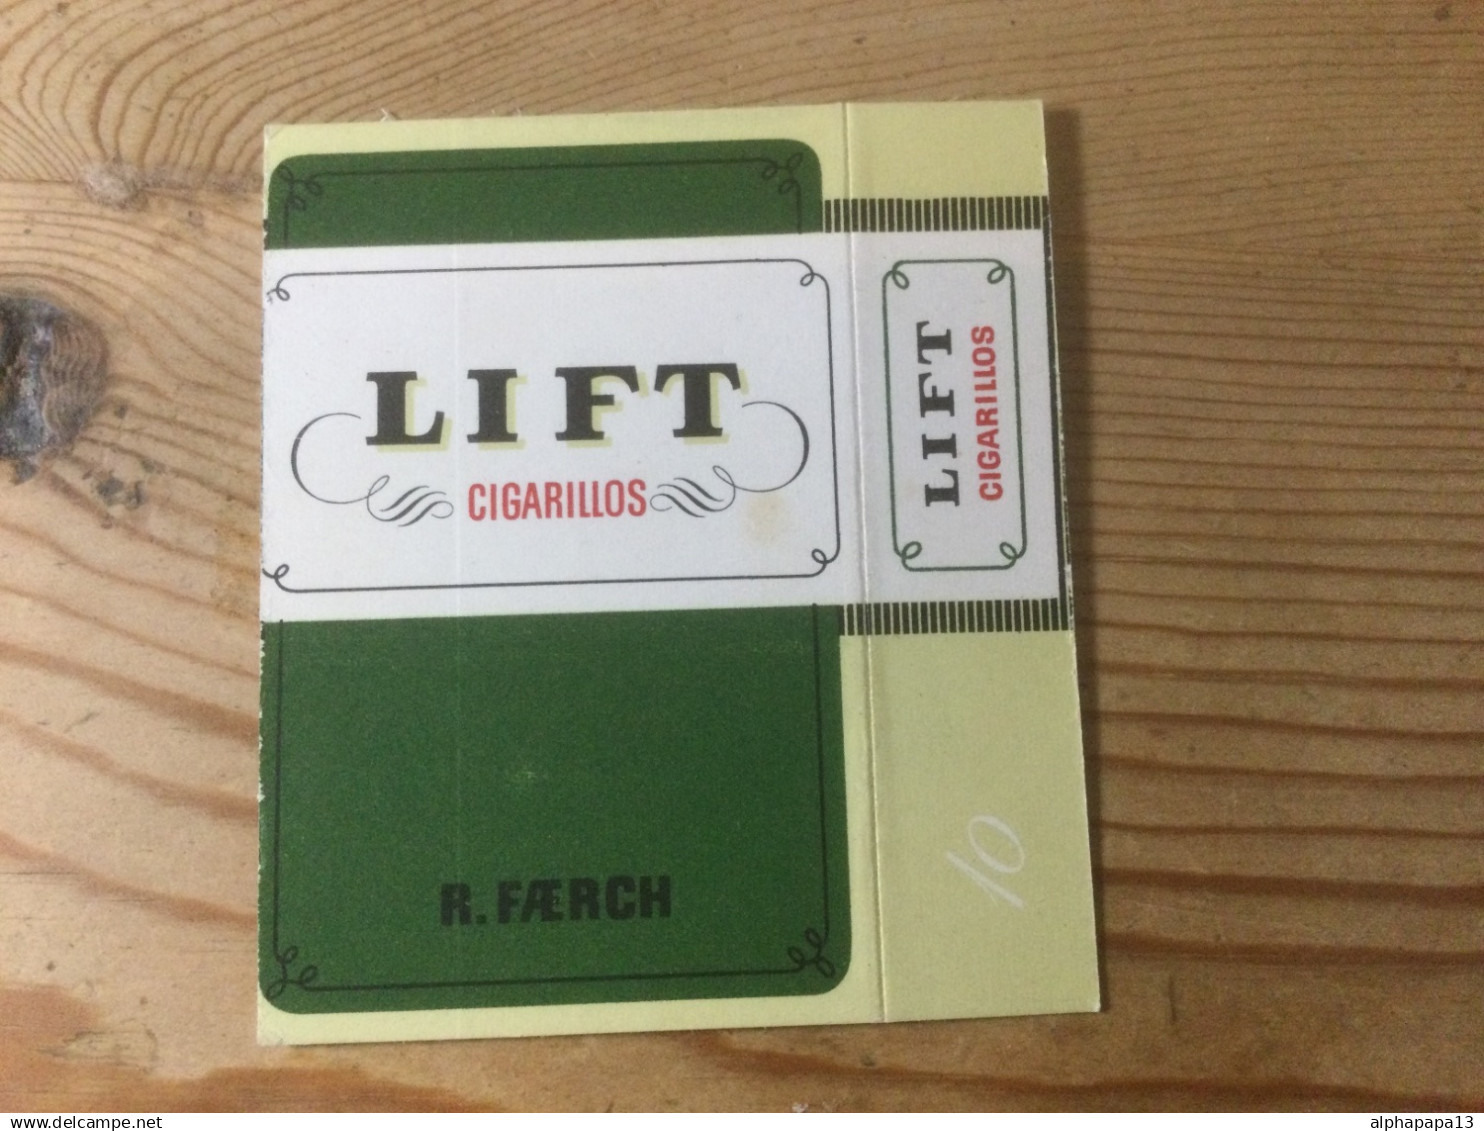 LIFT
CIGARILLOS
R. FÆRCH
LIFT
CIGARILLOS
10
www.delcampe.net
alphapapa13